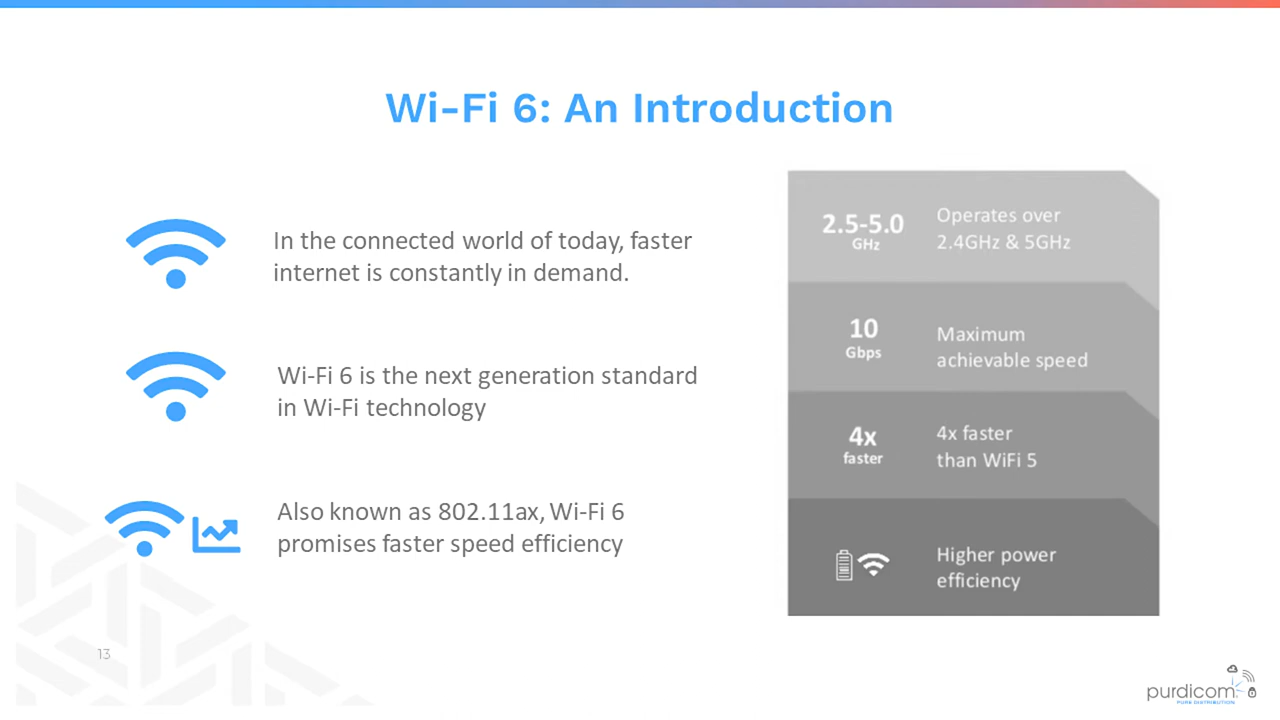 Wi-Fi 6: An Introduction
In the connected world of today, faster
internet is constantly in demand.
Wi-Fi 6 is the next generation standard
in Wi-Fi technology
Also known as 802.11ax, Wi-Fi 6
promises faster speed efficiency
2.5-5.0
GHz
Operates over
2.4GHz & 5GHz
10
Gbps
Maximum
achievable speed
4x
faster
4x faster
than WiFi 5
Higher power
efficiency
13
purdicom
PURE DISTRIBUTION